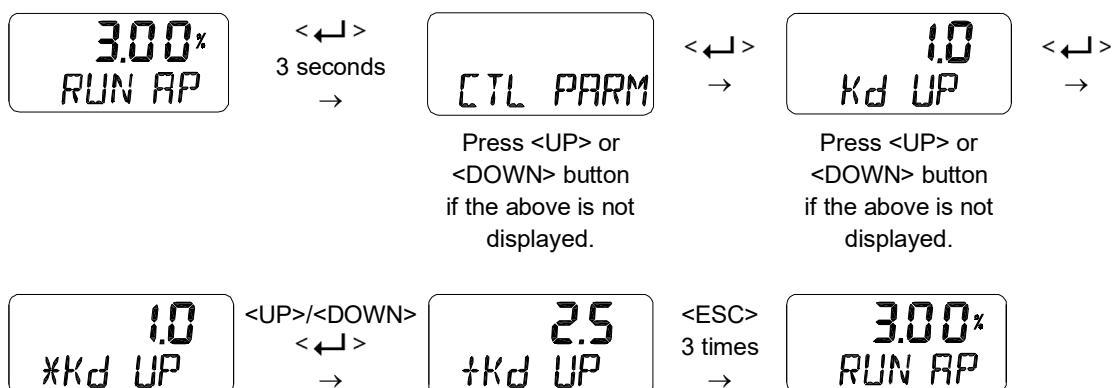 3.00% <↵> 1.0 <↵>
RUN AP 3 seconds → CTL PARM <↵> → Kd UP →
Press <UP> or
<DOWN> button
if the above is not
displayed.
Press <UP> or
<DOWN> button
if the above is not
displayed.
1.0 <UP>/<DOWN> 2.5 <ESC> 3.00%
*Kd UP <↵> → +Kd UP 3 times → RUN AP